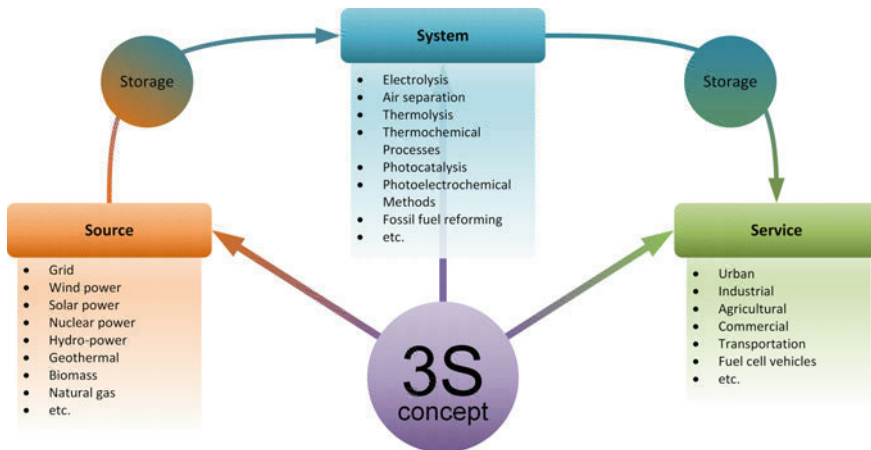 System
Storage
Storage
• Electrolysis
• Air separation
• Thermolysis
• Thermochemical
Processes
• Photocatalysis
• Photoelectrochemical
Methods
• Fossil fuel reforming
• etc.
Source
• Grid
• Wind power
• Solar power
• Nuclear power
• Hydro-power
• Geothermal
• Biomass
• Natural gas
• etc.
Service
• Urban
• Industrial
• Agricultural
• Commercial
• Transportation
• Fuel cell vehicles
• etc.
3S
concept